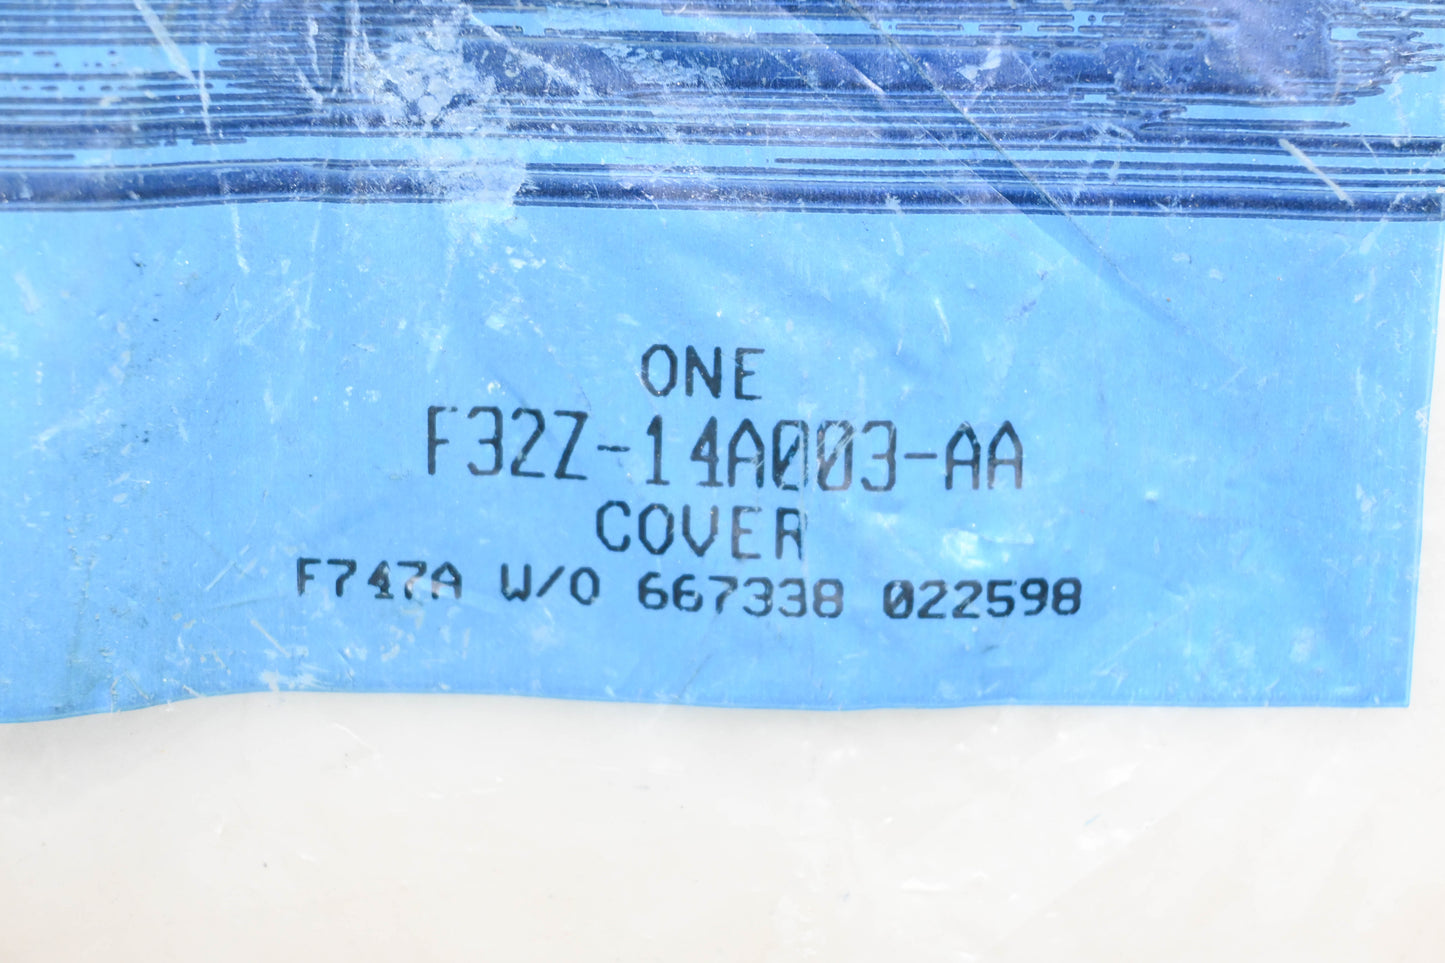 ONE
F32Z-14A003-AA
COVER
F747A W/O 667338 022598